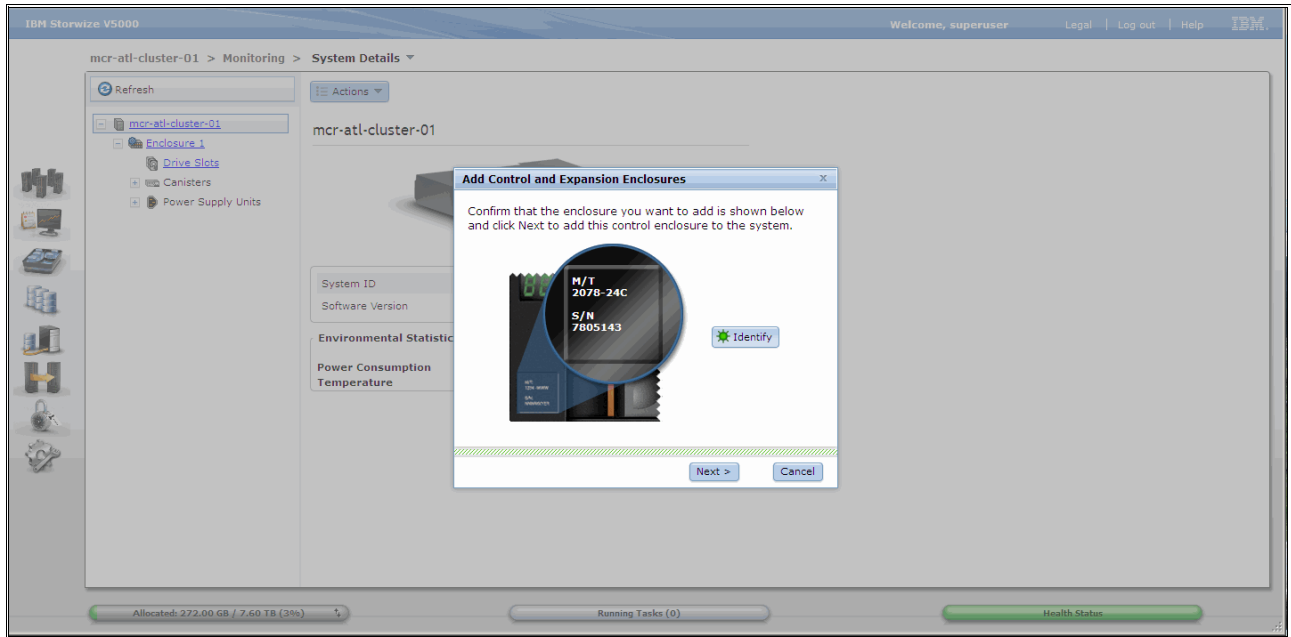 IBM Storwize V5000
Welcome, superuser
Legal | Log out | Help
IBM.
mcr-atl-cluster-01 > Monitoring > System Details
Refresh
Actions
mcr-atl-cluster-01
Enclosure 1
Drive Slots
Canisters
Power Supply Units
mcr-atl-cluster-01
System ID
Software Version
Environmental Statistic
Power Consumption
Temperature
Add Control and Expansion Enclosures
x
Confirm that the enclosure you want to add is shown below
and click Next to add this control enclosure to the system.
M/T
2078-24C
S/N
7805143
M/T
Identify
Next >
Cancel
Allocated: 272.00 GB / 7.60 TB (3%)
Running Tasks (0)
Health Status